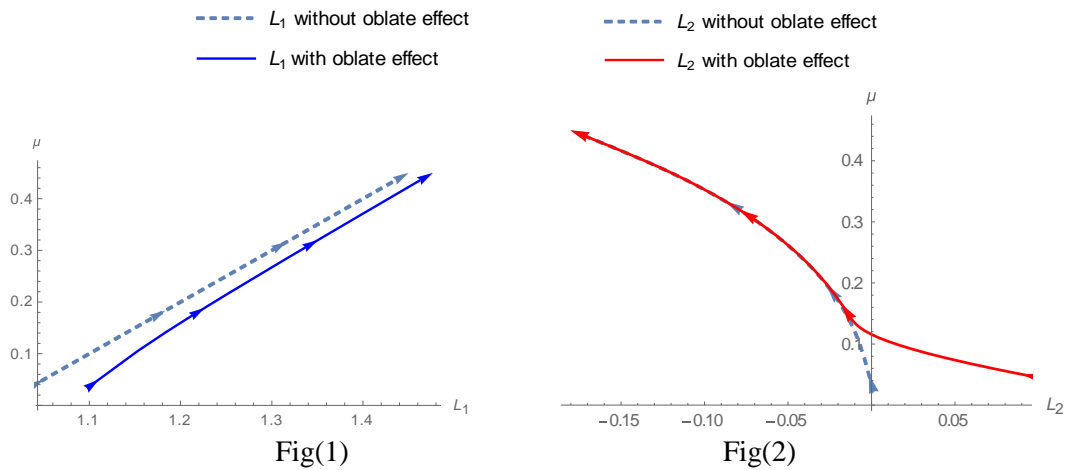 L₁ without oblate effect
L₁ with oblate effect
μ
0.4
0.3
0.2
0.1
1.1 1.2 1.3 1.4 L₁
Fig(1)
L₂ without oblate effect
L₂ with oblate effect
μ
0.4
0.3
0.2
0.1
−0.15 −0.10 −0.05 0.05 L₂
Fig(2)